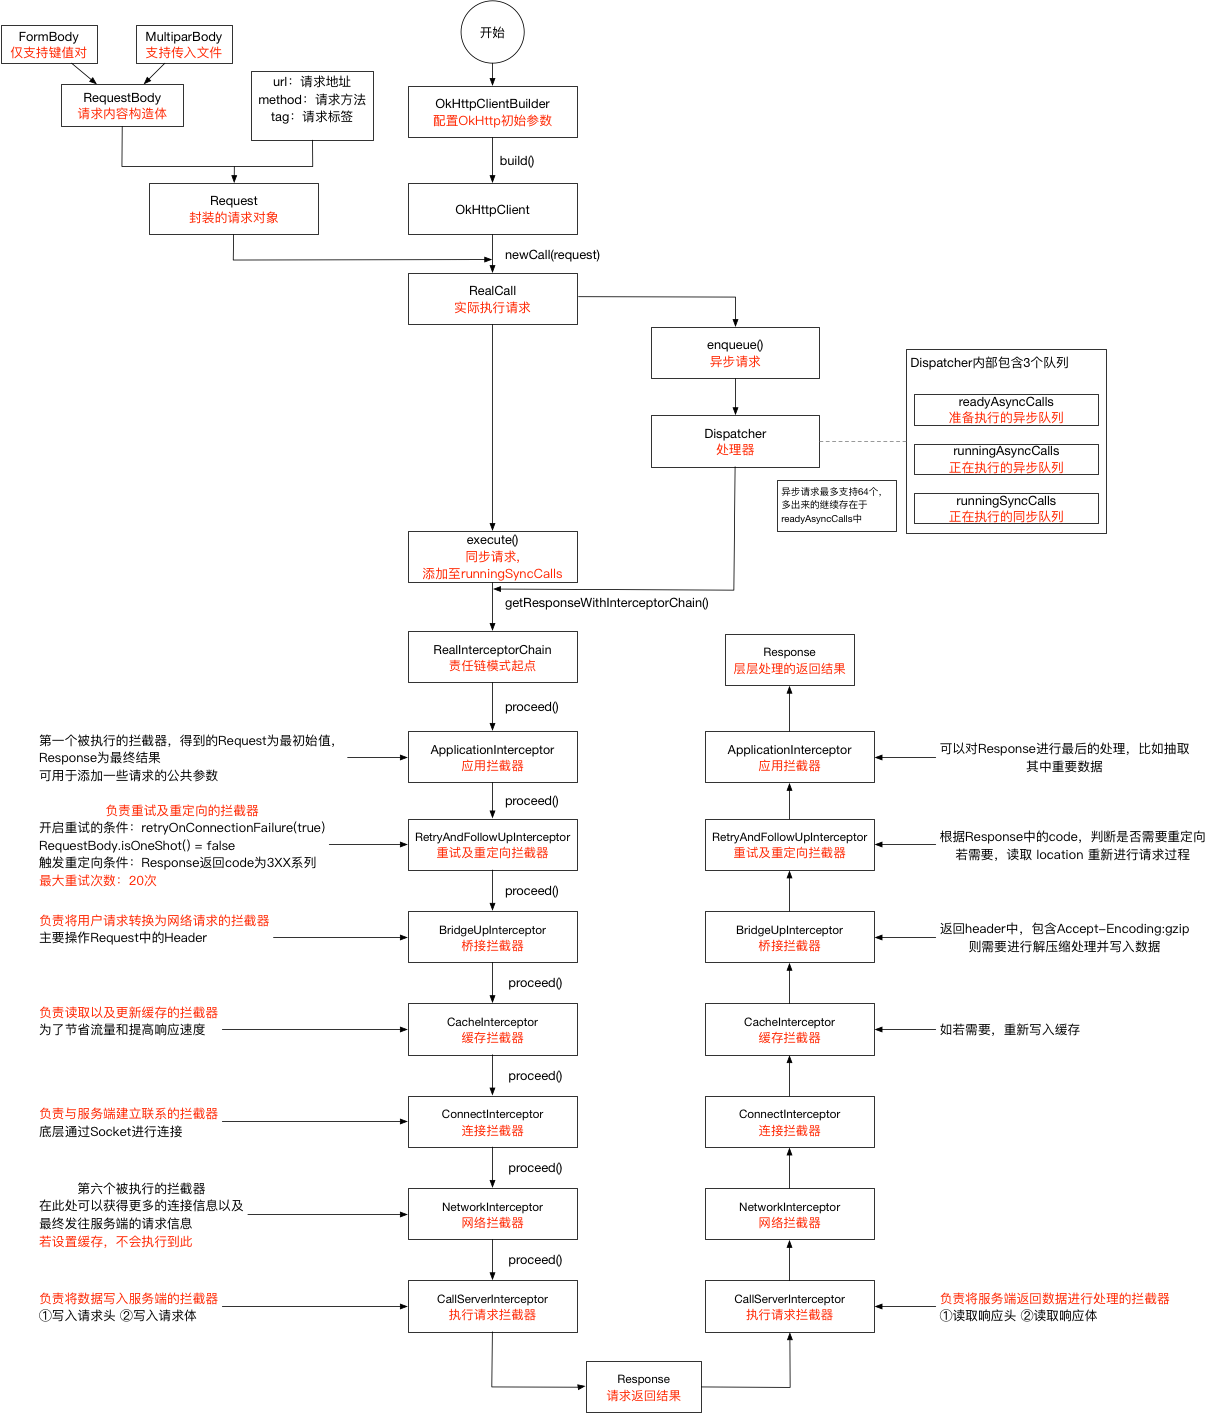 FormBody
仅支持键值对
MultiparBody
支持传入文件
开始
RequestBody
请求内容构造体
url：请求地址
method：请求方法
tag：请求标签
OkHttpClientBuilder
配置OkHttp初始参数
build()
Request
封装的请求对象
OkHttpClient
newCall(request)
RealCall
实际执行请求
enqueue()
异步请求
Dispatcher内部包含3个队列
readyAsyncCalls
准备执行的异步队列
runningAsyncCalls
正在执行的异步队列
runningSyncCalls
正在执行的同步队列
Dispatcher
处理器
异步请求最多支持64个，
多出来的继续存在于
readyAsyncCalls中
execute()
同步请求，
添加至runningSyncCalls
getResponseWithInterceptorChain()
RealInterceptorChain
责任链模式起点
Response
层层处理的返回结果
proceed()
第一个被执行的拦截器，得到的Request为最初始值，
Reponse为最终结果
可用于添加一些请求的公共参数
ApplicationInterceptor
应用拦截器
ApplicationInterceptor
应用拦截器
可以对Response进行最后的处理，比如抽取
其中重要数据
proceed()
负责重试及重定向的拦截器
开启重试的条件：retryOnConnectionFailure(true)
RequestBody.isOneShot() = false
触发重定向条件：Response返回code为3XX系列
最大重试次数：20次
RetryAndFollowUpInterceptor
重试及重定向拦截器
RetryAndFollowUpInterceptor
重试及重定向拦截器
根据Response中的code，判断是否需要重定向
若需要，读取 location 重新进行请求过程
proceed()
负责将用户请求转换为网络请求的拦截器
主要操作Request中的Header
BridgeUpInterceptor
桥接拦截器
BridgeUpInterceptor
桥接拦截器
返回header中，包含Accept-Encoding:gzip
则需要进行解压缩处理并写入数据
proceed()
负责读取以及更新缓存的拦截器
为了节省流量和提高响应速度
CacheInterceptor
缓存拦截器
CacheInterceptor
缓存拦截器
如若需要，重新写入缓存
proceed()
负责与服务端建立联系的拦截器
底层通过Socket进行连接
ConnectInterceptor
连接拦截器
ConnectInterceptor
连接拦截器
proceed()
第六个被执行的拦截器
在此处可以获得更多的连接信息以及
最终发往服务端的请求信息
若设置缓存，不会执行到此
NetworkInterceptor
网络拦截器
NetworkInterceptor
网络拦截器
proceed()
负责将数据写入服务端的拦截器
①写入请求头 ②写入请求体
CallServerInterceptor
执行请求拦截器
CallServerInterceptor
执行请求拦截器
负责将服务端返回数据进行处理的拦截器
①读取响应头 ②读取响应体
Response
请求返回结果